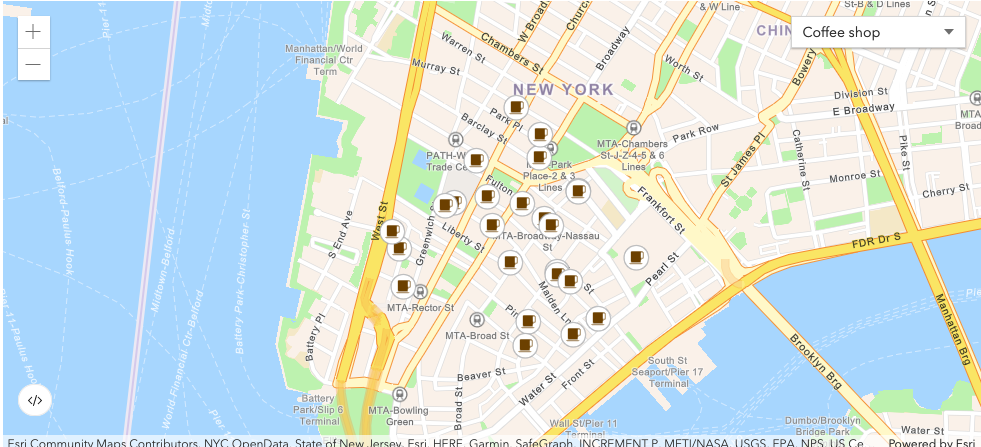 W Broad
Church
Broadway
& W Line
St-B & D Lines
CHIN
Coffee shop
Manhattan/World
Financial Ctr
Term
Warren St
Chambers St
Murray St
Worth St
Bowery
NEW YORK
Division St
E Broadway
MTA
Broad
Park Pl
Barclay St
Park Row
MTA-Chambers
St-J-Z-4-5 & 6
Lines
St James Pl
Catherine St
Pike St
PATH-W
Trade Ce
Park
Place-2 & 3
Lines
Monroe St
Cherry St
Fulton
Frankfort St
West St
S End Ave
Greenwich S
Liberty St
MTA-Broadway-Nassau
St
FDR Dr S
Pearl St
Maiden Ln
St
Belford-Paulus Hook
Midtown-Belford
Battery-Park-Christopher St
World-Financial Ctr-Belford
Pier-11-Paulus Hook
MTA-Rector St
Battery Pl
MTA-Broad St
Pin
Manhattan Brg
Brooklyn Brg
South St
Seaport/Pier 17
Terminal
Beaver St
Water St
Front St
Broad St
Battery
Park/Slip 6
Terminal
MTA-Bowling
Green
Wall-St/Pier 11
Terminal
Dumbo/Brooklyn
Bridge Park
Esri Community Maps Contributors, NYC OpenData, State of New Jersey, Esri, HERE, Garmin, SafeGraph, INCREMENT P, METI/NASA, USGS, EPA, NPS, US Ce
Powered by Esri